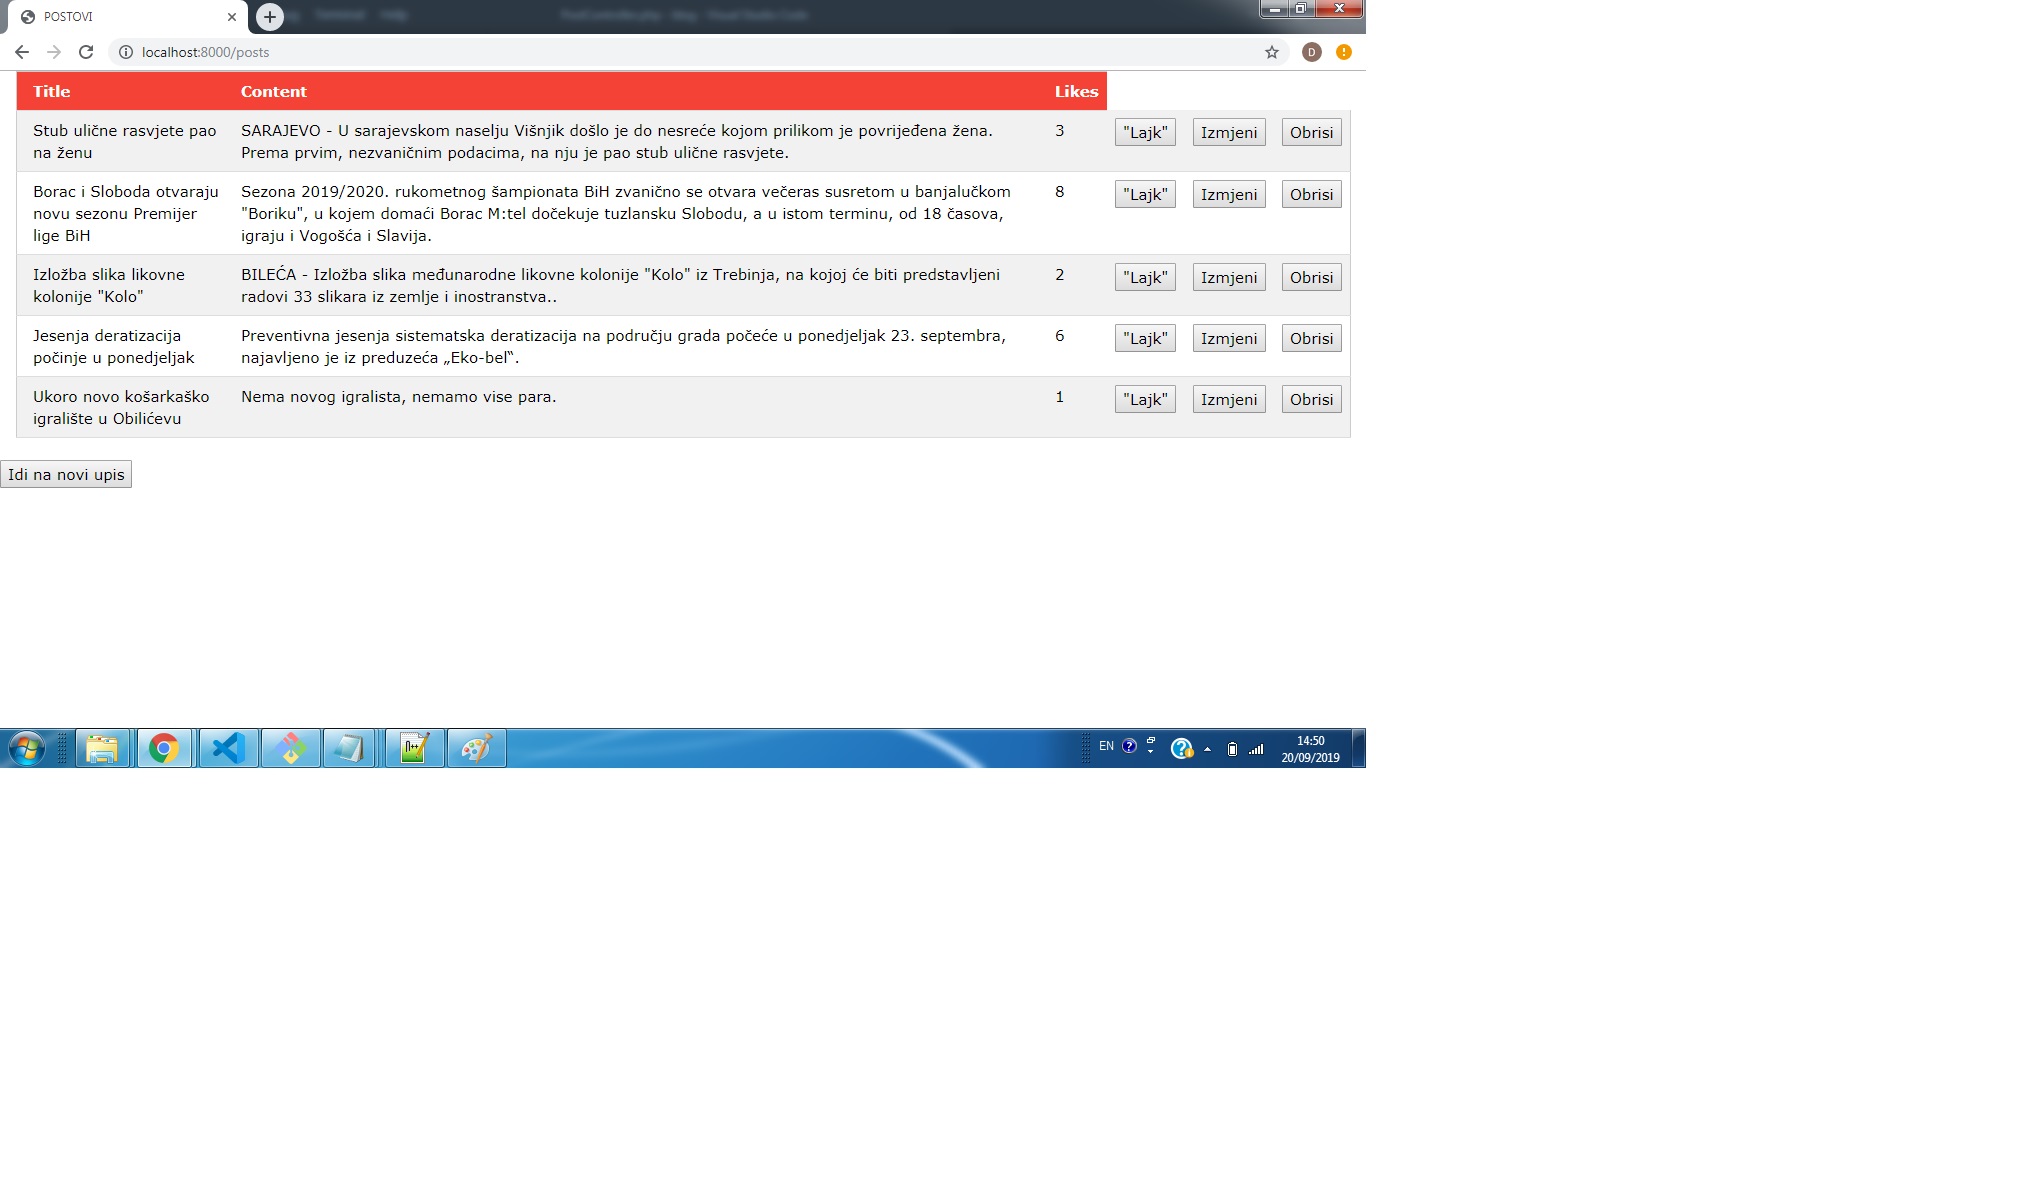 POSTOVI
Terminal Help PostController.php - blog - Visual Studio Code
localhost:8000/posts
D
Title Content Likes
Stub ulične rasvjete pao SARAJEVO - U sarajevskom naselju Višnjik došlo je do nesreće kojom prilikom je povrijeđena žena. 3 "Lajk" Izmjeni Obrisi
na ženu Prema prvim, nezvaničnim podacima, na nju je pao stub ulične rasvjete.
Borac i Sloboda otvaraju Sezona 2019/2020. rukometnog šampionata BiH zvanično se otvara večeras susretom u banjalučkom 8 "Lajk" Izmjeni Obrisi
novu sezonu Premijer "Boriku", u kojem domaći Borac M:tel dočekuje tuzlansku Slobodu, a u istom terminu, od 18 časova,
lige BiH igraju i Vogošća i Slavija.
Izložba slika likovne BILEĆA - Izložba slika međunarodne likovne kolonije "Kolo" iz Trebinja, na kojoj će biti predstavljeni 2 "Lajk" Izmjeni Obrisi
kolonije "Kolo" radovi 33 slikara iz zemlje i inostranstva..
Jesenja deratizacija Preventivna jesenja sistematska deratizacija na području grada počeće u ponedjeljak 23. septembra, 6 "Lajk" Izmjeni Obrisi
počinje u ponedjeljak najavljeno je iz preduzeća „Eko-bel“.
Ukoro novo košarkaško Nema novog igralista, nemamo vise para. 1 "Lajk" Izmjeni Obrisi
igralište u Obilićevu
Idi na novi upis
EN 14:50
20/09/2019